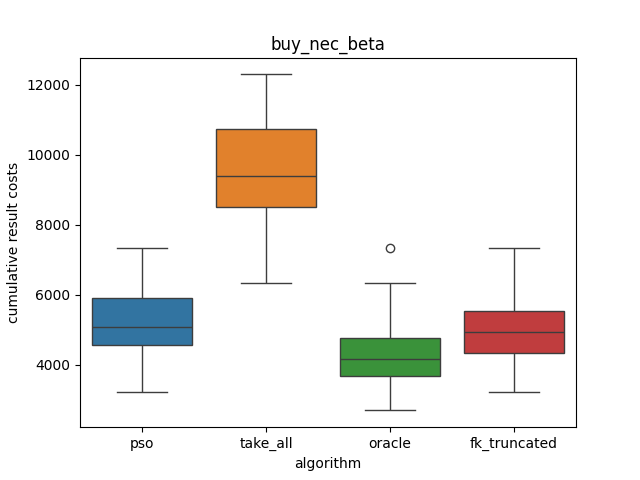 buy_nec_beta
cumulative result costs
12000
10000
8000
6000
4000
pso take_all oracle fk_truncated
algorithm